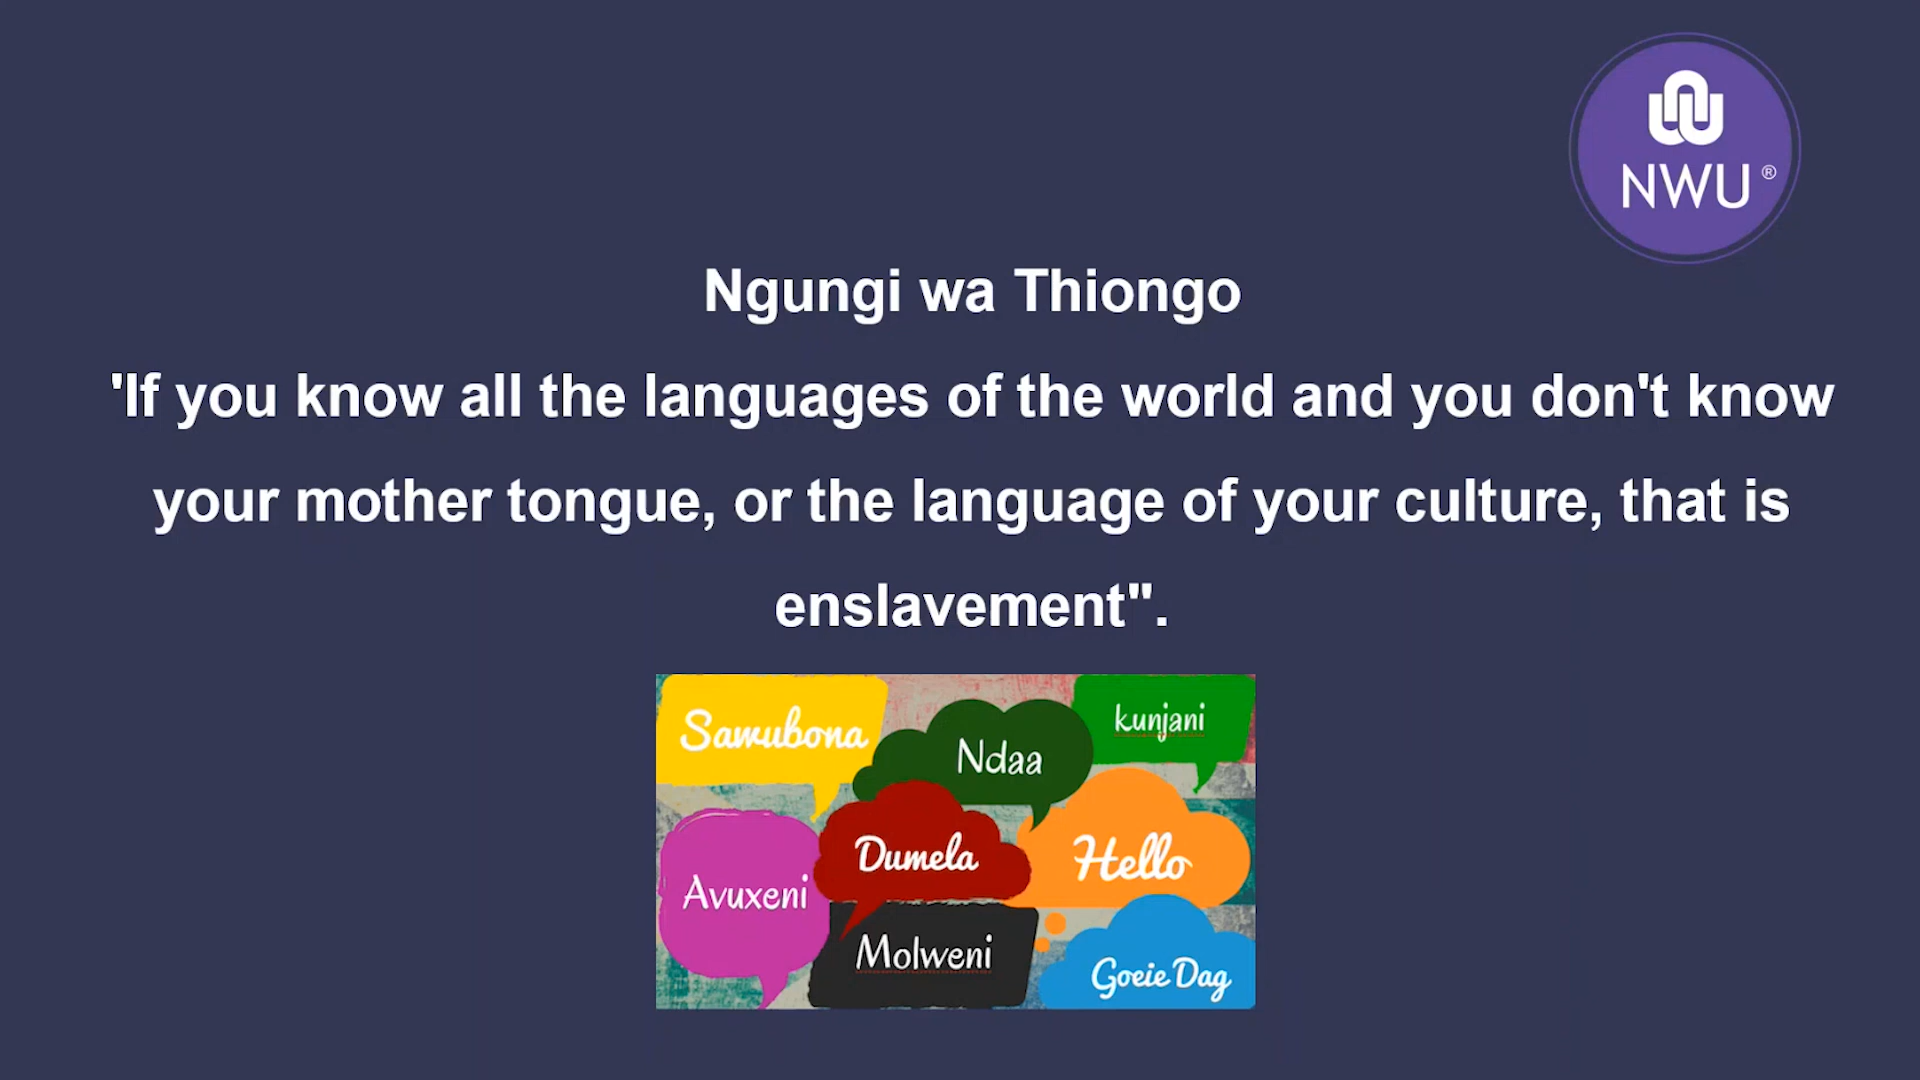 NWU®
Ngungi wa Thiongo
'If you know all the languages of the world and you don't know
your mother tongue, or the language of your culture, that is
enslavement".
Sawubona
Ndaa
kunjani
Avuxeni
Dumela
Hello
Molweni
Goeie Dag